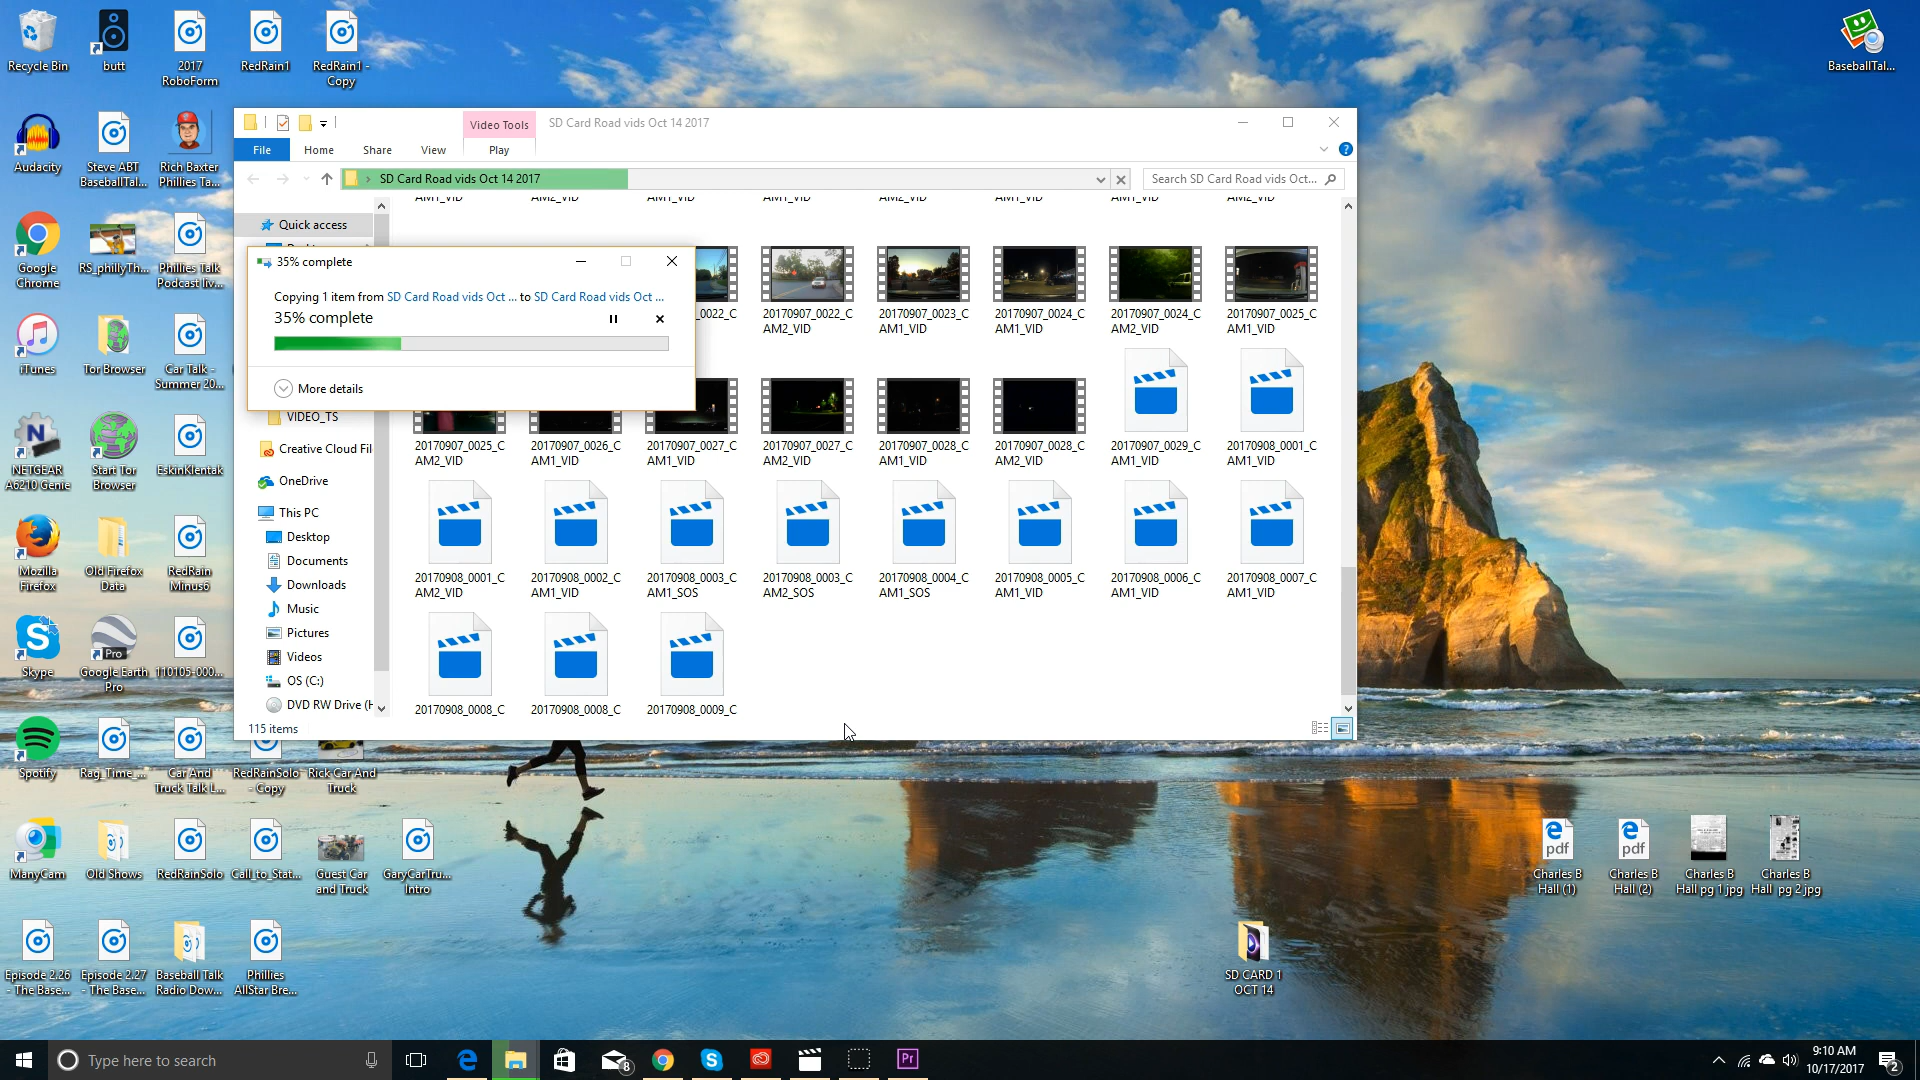 Recycle Bin
butt
2017
RoboForm
RedRain1
RedRain1 -
Copy
BaseballTal...
Audacity
Steve ABT
BaseballTal...
Rich Baxter
Phillies Ta...
Google
Chrome
RS_phillyTh...
Phillies Talk
Podcast liv...
iTunes
Tor Browser
Car Talk -
Summer 20...
NETGEAR
A6210 Genie
Start Tor
Browser
EskinKlentak
Mozilla
Firefox
Old Firefox
Data
RedRain
Minus6
Skype
Google Earth
Pro
110105-000...
Spotify
Rag_Time_...
Car And
Truck Talk L...
RedRainSolo
- Copy
Rick Car And
Truck
ManyCam
Old Shows
RedRainSolo
Call_to_Stat...
Guest Car
and Truck
GaryCarTru...
Intro
Episode 2.26
- The Base...
Episode 2.27
- The Base...
Baseball Talk
Radio Dow...
Phillies
AllStar Bre...
Video Tools
SD Card Road vids Oct 14 2017
File
Home
Share
View
Play
SD Card Road vids Oct 14 2017
Search SD Card Road vids Oct...
Quick access
35% complete
Copying 1 item from SD Card Road vids Oct ... to SD Card Road vids Oct ...
35% complete
More details
VIDEO_TS
Creative Cloud Fil
OneDrive
This PC
Desktop
Documents
Downloads
Music
Pictures
Videos
OS (C:)
DVD RW Drive (H
115 items
AM1_VID
AM2_VID
AM1_VID
AM1_VID
AM2_VID
AM1_VID
AM1_VID
AM2_VID
_0022_C
20170907_0022_C
AM2_VID
20170907_0023_C
AM1_VID
20170907_0024_C
AM1_VID
20170907_0024_C
AM2_VID
20170907_0025_C
AM1_VID
20170907_0025_C
AM2_VID
20170907_0026_C
AM1_VID
20170907_0027_C
AM1_VID
20170907_0027_C
AM2_VID
20170907_0028_C
AM1_VID
20170907_0028_C
AM2_VID
20170907_0029_C
AM1_VID
20170908_0001_C
AM1_VID
20170908_0001_C
AM2_VID
20170908_0002_C
AM1_VID
20170908_0003_C
AM1_SOS
20170908_0003_C
AM2_SOS
20170908_0004_C
AM1_SOS
20170908_0005_C
AM1_VID
20170908_0006_C
AM1_VID
20170908_0007_C
AM1_VID
20170908_0008_C
20170908_0008_C
20170908_0009_C
pdf
Charles B
Hall (1)
pdf
Charles B
Hall (2)
Charles B
Hall pg 1 jpg
Charles B
Hall pg 2 jpg
SD CARD 1
OCT 14
Type here to search
8
Pr
9:10 AM
10/17/2017
2